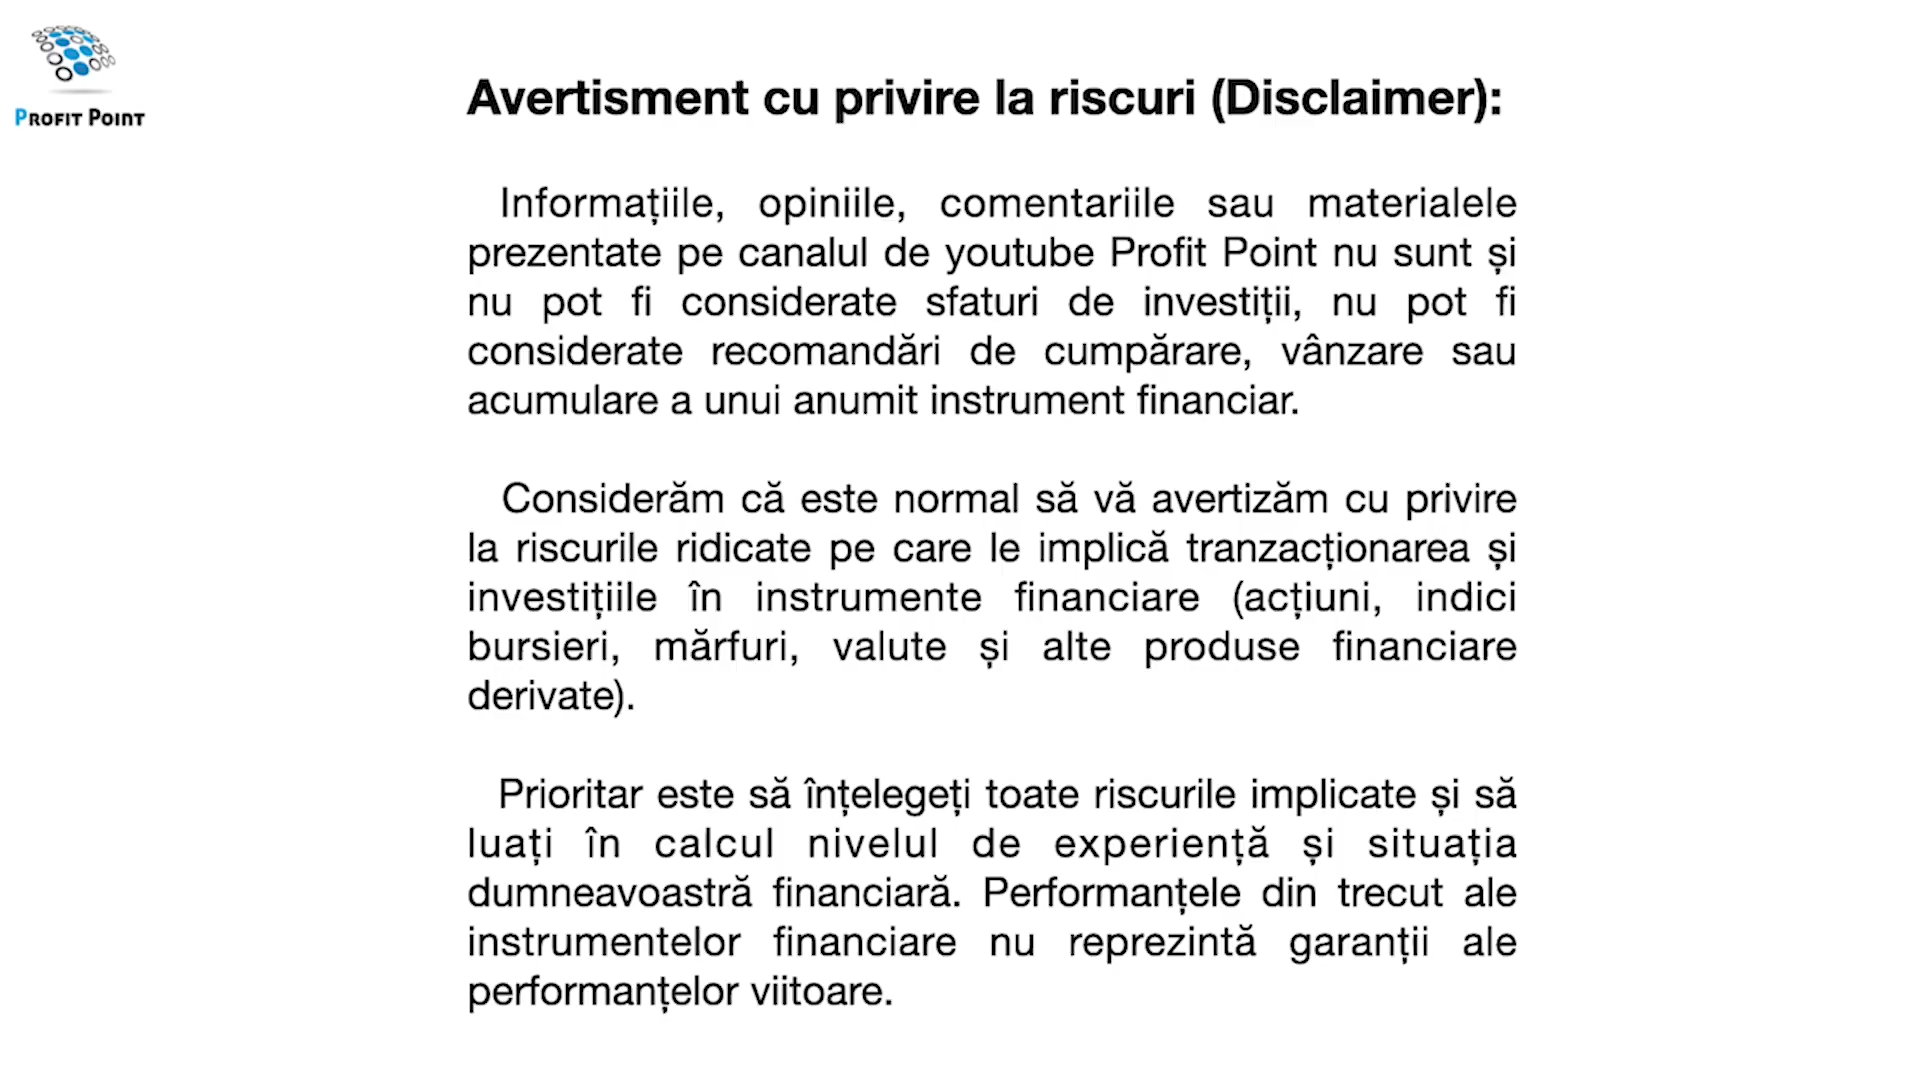 PROFIT POINT
Avertisment cu privire la riscuri (Disclaimer):
Informațiile, opiniile, comentariile sau materialele
prezentate pe canalul de youtube Profit Point nu sunt și
nu pot fi considerate sfaturi de investiții, nu pot fi
considerate recomandări de cumpărare, vânzare sau
acumulare a unui anumit instrument financiar.
Considerăm că este normal să vă avertizăm cu privire
la riscurile ridicate pe care le implică tranzacționarea și
investițiile în instrumente financiare (acțiuni, indici
bursieri, mărfuri, valute și alte produse financiare
derivate).
Prioritar este să înțelegeți toate riscurile implicate și să
luați în calcul nivelul de experiență și situația
dumneavoastră financiară. Performanțele din trecut ale
instrumentelor financiare nu reprezintă garanții ale
performanțelor viitoare.